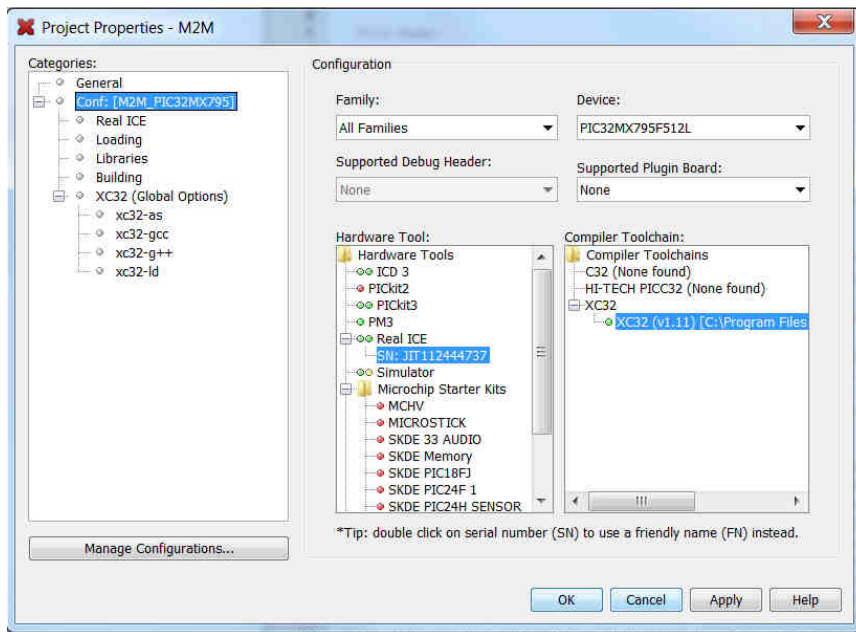 Project Properties - M2M
Categories:
General
Conf: [M2M_PIC32MX795]
Real ICE
Loading
Libraries
Building
XC32 (Global Options)
xc32-as
xc32-gcc
xc32-g++
xc32-ld
Manage Configurations...
Configuration
Family:
All Families
Device:
PIC32MX795F512L
Supported Debug Header:
None
Supported Plugin Board:
None
Hardware Tool:
Hardware Tools
ICD 3
PICkit2
PICkit3
PM3
Real ICE
SN: JIT112444737
Simulator
Microchip Starter Kits
MCHV
MICROSTICK
SKDE 33 AUDIO
SKDE Memory
SKDE PIC18FJ
SKDE PIC24F 1
SKDE PIC24H SENSOR
Compiler Toolchain:
Compiler Toolchains
C32 (None found)
HI-TECH PICC32 (None found)
XC32
XC32 (v1.11) [C:\Program Files
*Tip: double click on serial number (SN) to use a friendly name (FN) instead.
OK
Cancel
Apply
Help